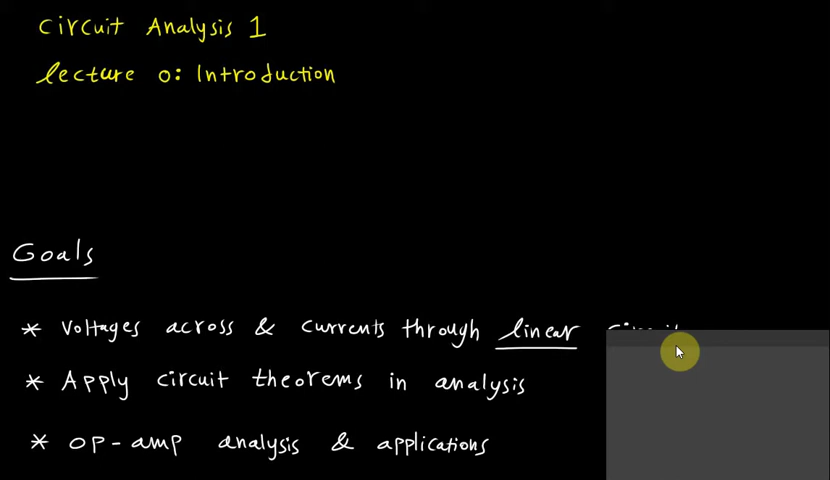 Circuit Analysis 1
lecture 0: Introduction
Goals
* Voltages across & currents through linear
* Apply circuit theorems in analysis
* OP-amp analysis & applications